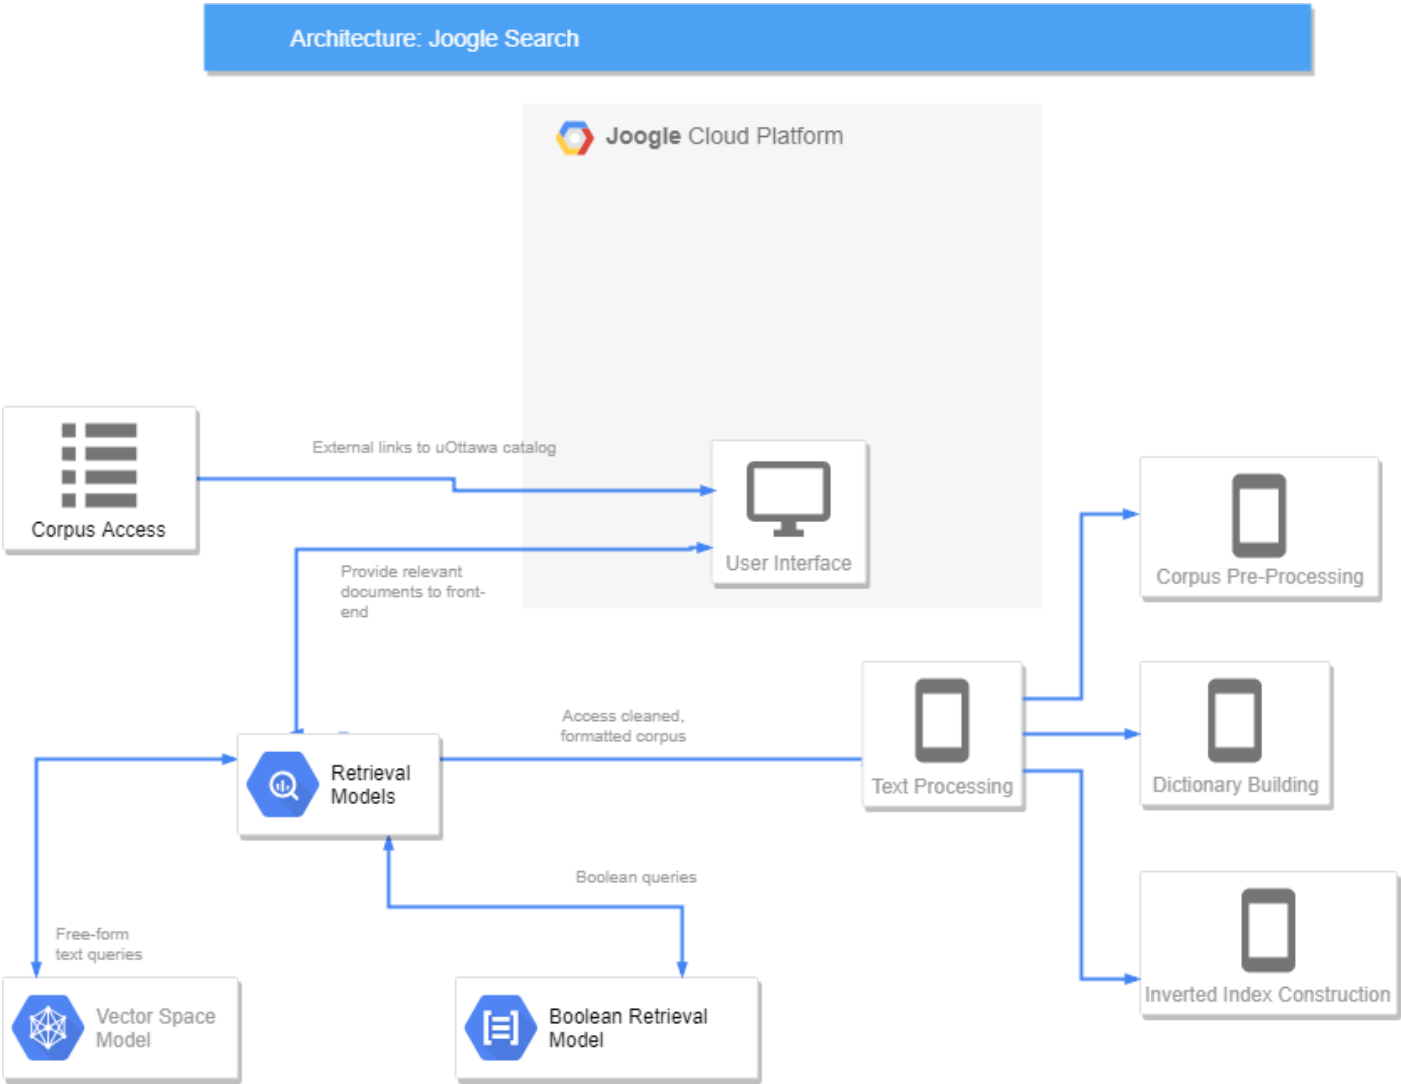 Architecture: Joogle Search
Joogle Cloud Platform
External links to uOttawa catalog
Corpus Access
User Interface
Provide relevant
documents to front-
end
Corpus Pre-Processing
Access cleaned,
formatted corpus
Retrieval
Models
Text Processing
Dictionary Building
Boolean queries
Free-form
text queries
Inverted Index Construction
Vector Space
Model
Boolean Retrieval
Model